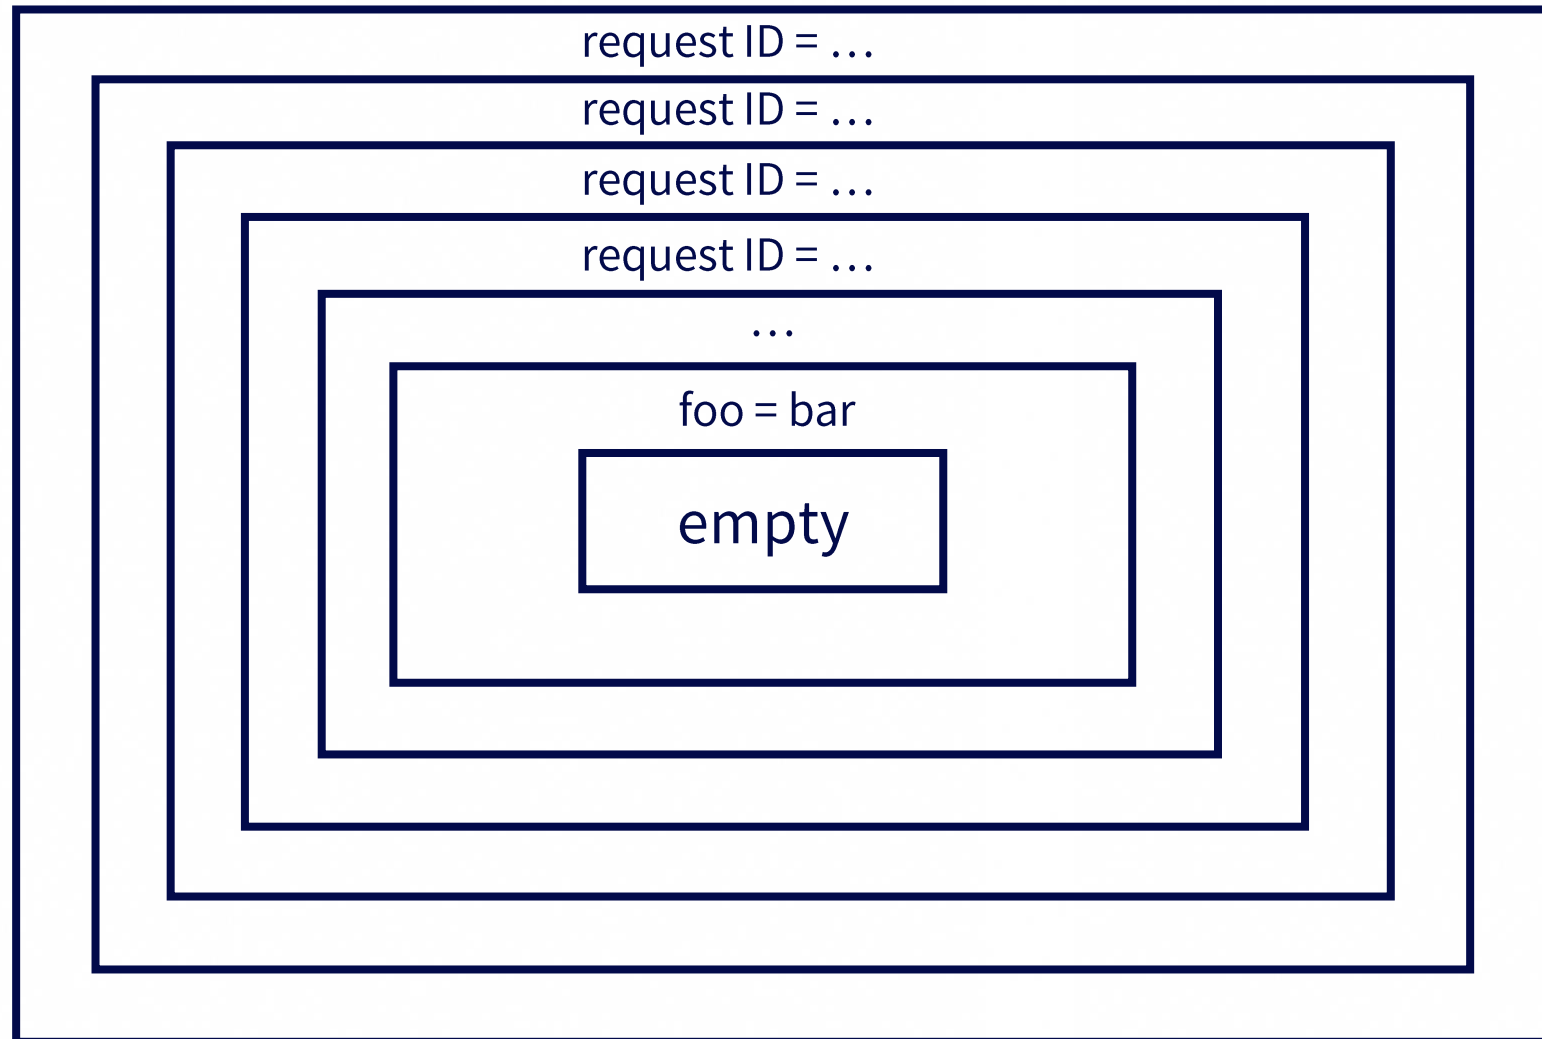 request ID = …
request ID = …
request ID = …
request ID = …
…
foo = bar
empty